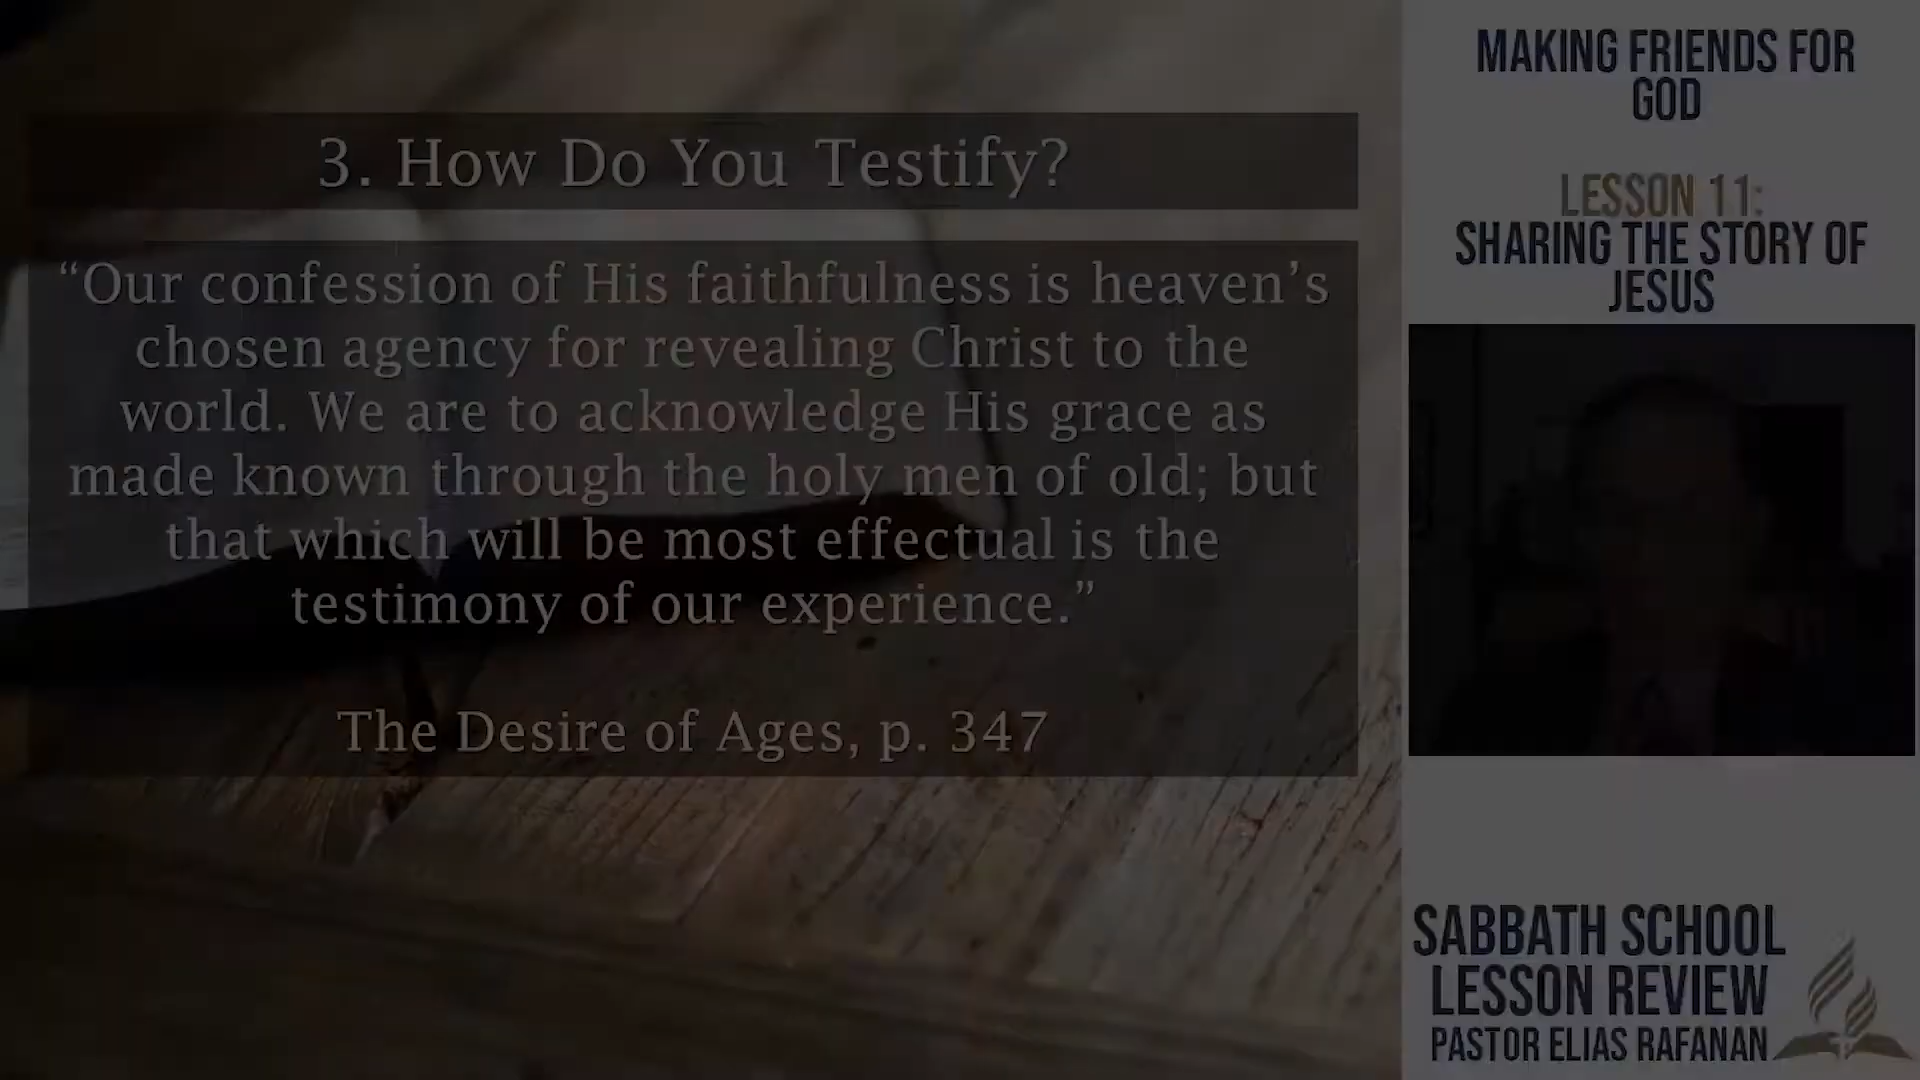 3. How Do You Testify?
“Our confession of His faithfulness is heaven’s
chosen agency for revealing Christ to the
world. We are to acknowledge His grace as
made known through the holy men of old; but
that which will be most effectual is the
testimony of our experience.”
The Desire of Ages, p. 347
MAKING FRIENDS FOR
GOD
LESSON 11:
SHARING THE STORY OF
JESUS
SABBATH SCHOOL
LESSON REVIEW
PASTOR ELIAS RAFANAN